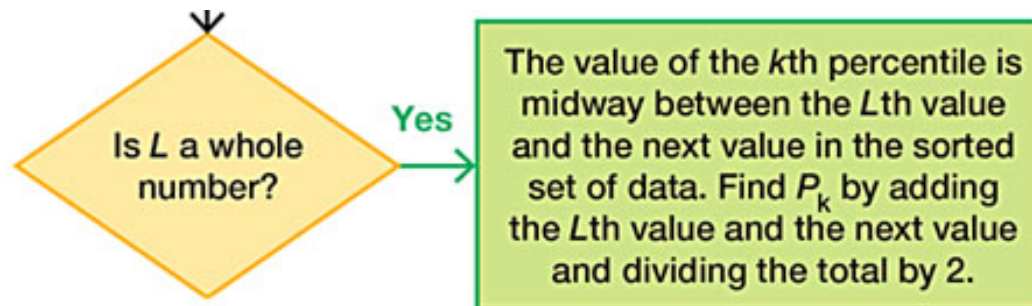 Is L a whole
number?
Yes
The value of the kth percentile is
midway between the Lth value
and the next value in the sorted
set of data. Find Pk by adding
the Lth value and the next value
and dividing the total by 2.